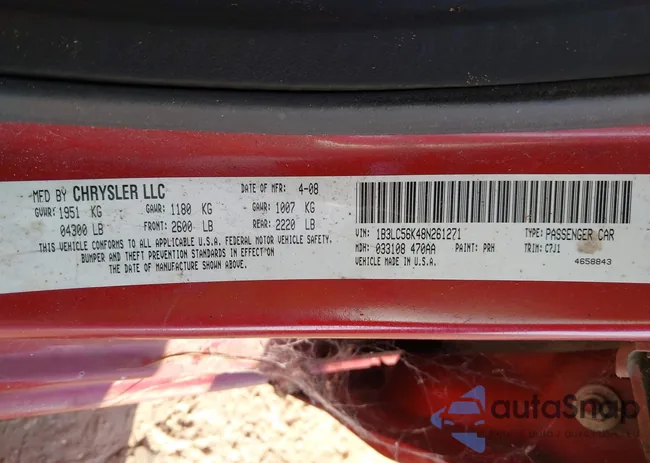 MFD BY CHRYSLER LLC DATE OF MFR 4-08
GVWR: 1951 KG GAWR: 1180 KG GAWR: 1007 KG
04300 LB FRONT: 2600 LB REAR: 2220 LB
THIS VEHICLE CONFORMS TO ALL APPLICABLE U.S.A. FEDERAL MOTOR VEHICLE SAFETY,
BUMPER AND THEFT PREVENTION STANDARDS IN EFFECT ON
THE DATE OF MANUFACTURE SHOWN ABOVE.
VIN: 1B3LC56K48N261271 TYPE: PASSENGER CAR
MDH: 033108 470AA PAINT: PRH TRIM: C7J1
VEHICLE MADE IN U.S.A. 4658843
autaSnap